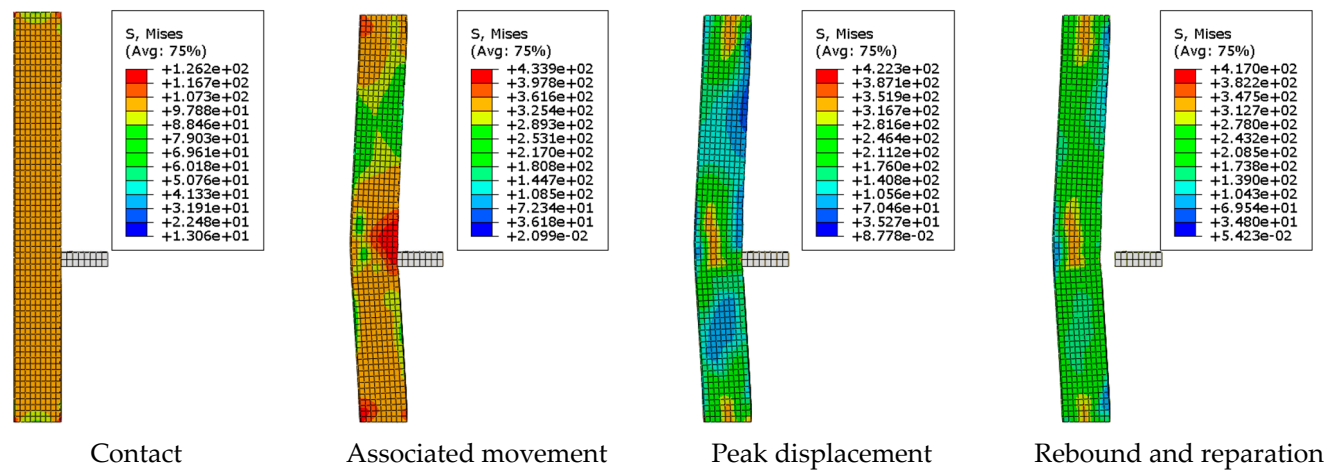 S, Mises
(Avg: 75%)
+1.262e+02
+1.167e+02
+1.073e+02
+9.788e+01
+8.846e+01
+7.903e+01
+6.961e+01
+6.018e+01
+5.076e+01
+4.133e+01
+3.191e+01
+2.248e+01
+1.306e+01
S, Mises
(Avg: 75%)
+4.339e+02
+3.978e+02
+3.616e+02
+3.254e+02
+2.893e+02
+2.531e+02
+2.170e+02
+1.808e+02
+1.447e+02
+1.085e+02
+7.234e+01
+3.618e+01
+2.099e-02
S, Mises
(Avg: 75%)
+4.223e+02
+3.871e+02
+3.519e+02
+3.167e+02
+2.816e+02
+2.464e+02
+2.112e+02
+1.760e+02
+1.408e+02
+1.056e+02
+7.046e+01
+3.527e+01
+8.778e-02
S, Mises
(Avg: 75%)
+4.170e+02
+3.822e+02
+3.475e+02
+3.127e+02
+2.780e+02
+2.432e+02
+2.085e+02
+1.738e+02
+1.390e+02
+1.043e+02
+6.954e+01
+3.480e+01
+5.423e-02
Contact
Associated movement
Peak displacement
Rebound and reparation